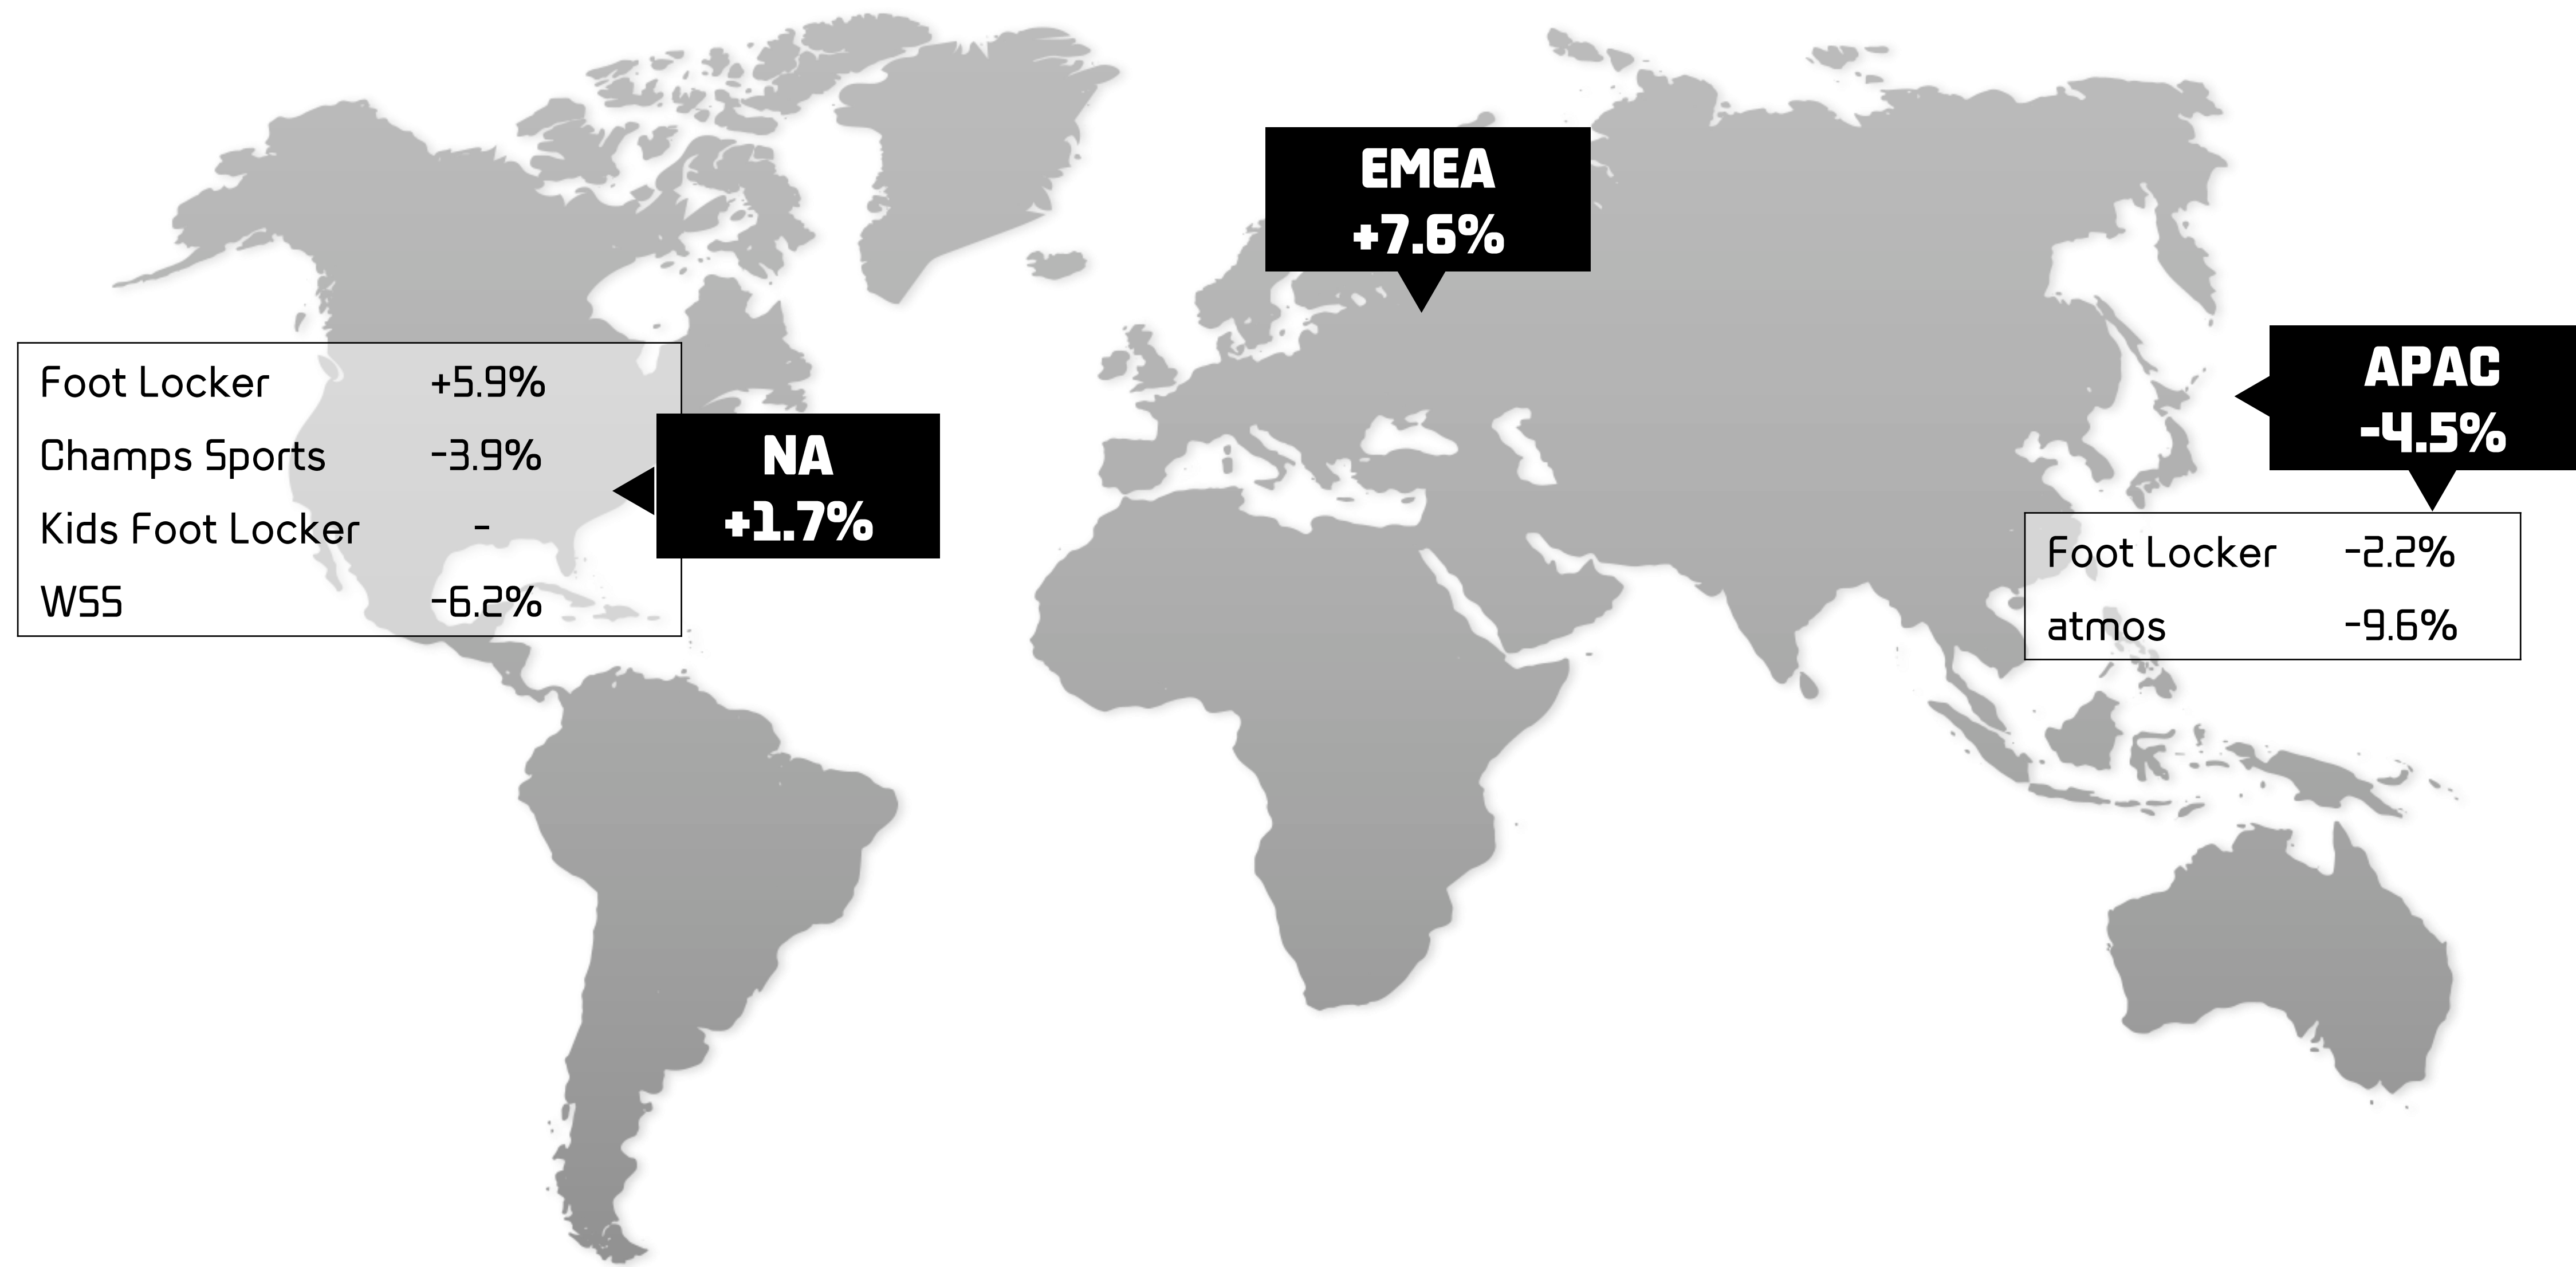 EMEA
+7.6%
Foot Locker +5.9%
Champs Sports -3.9%
Kids Foot Locker -
WSS -6.2%
NA
+1.7%
APAC
-4.5%
Foot Locker -2.2%
atmos -9.6%